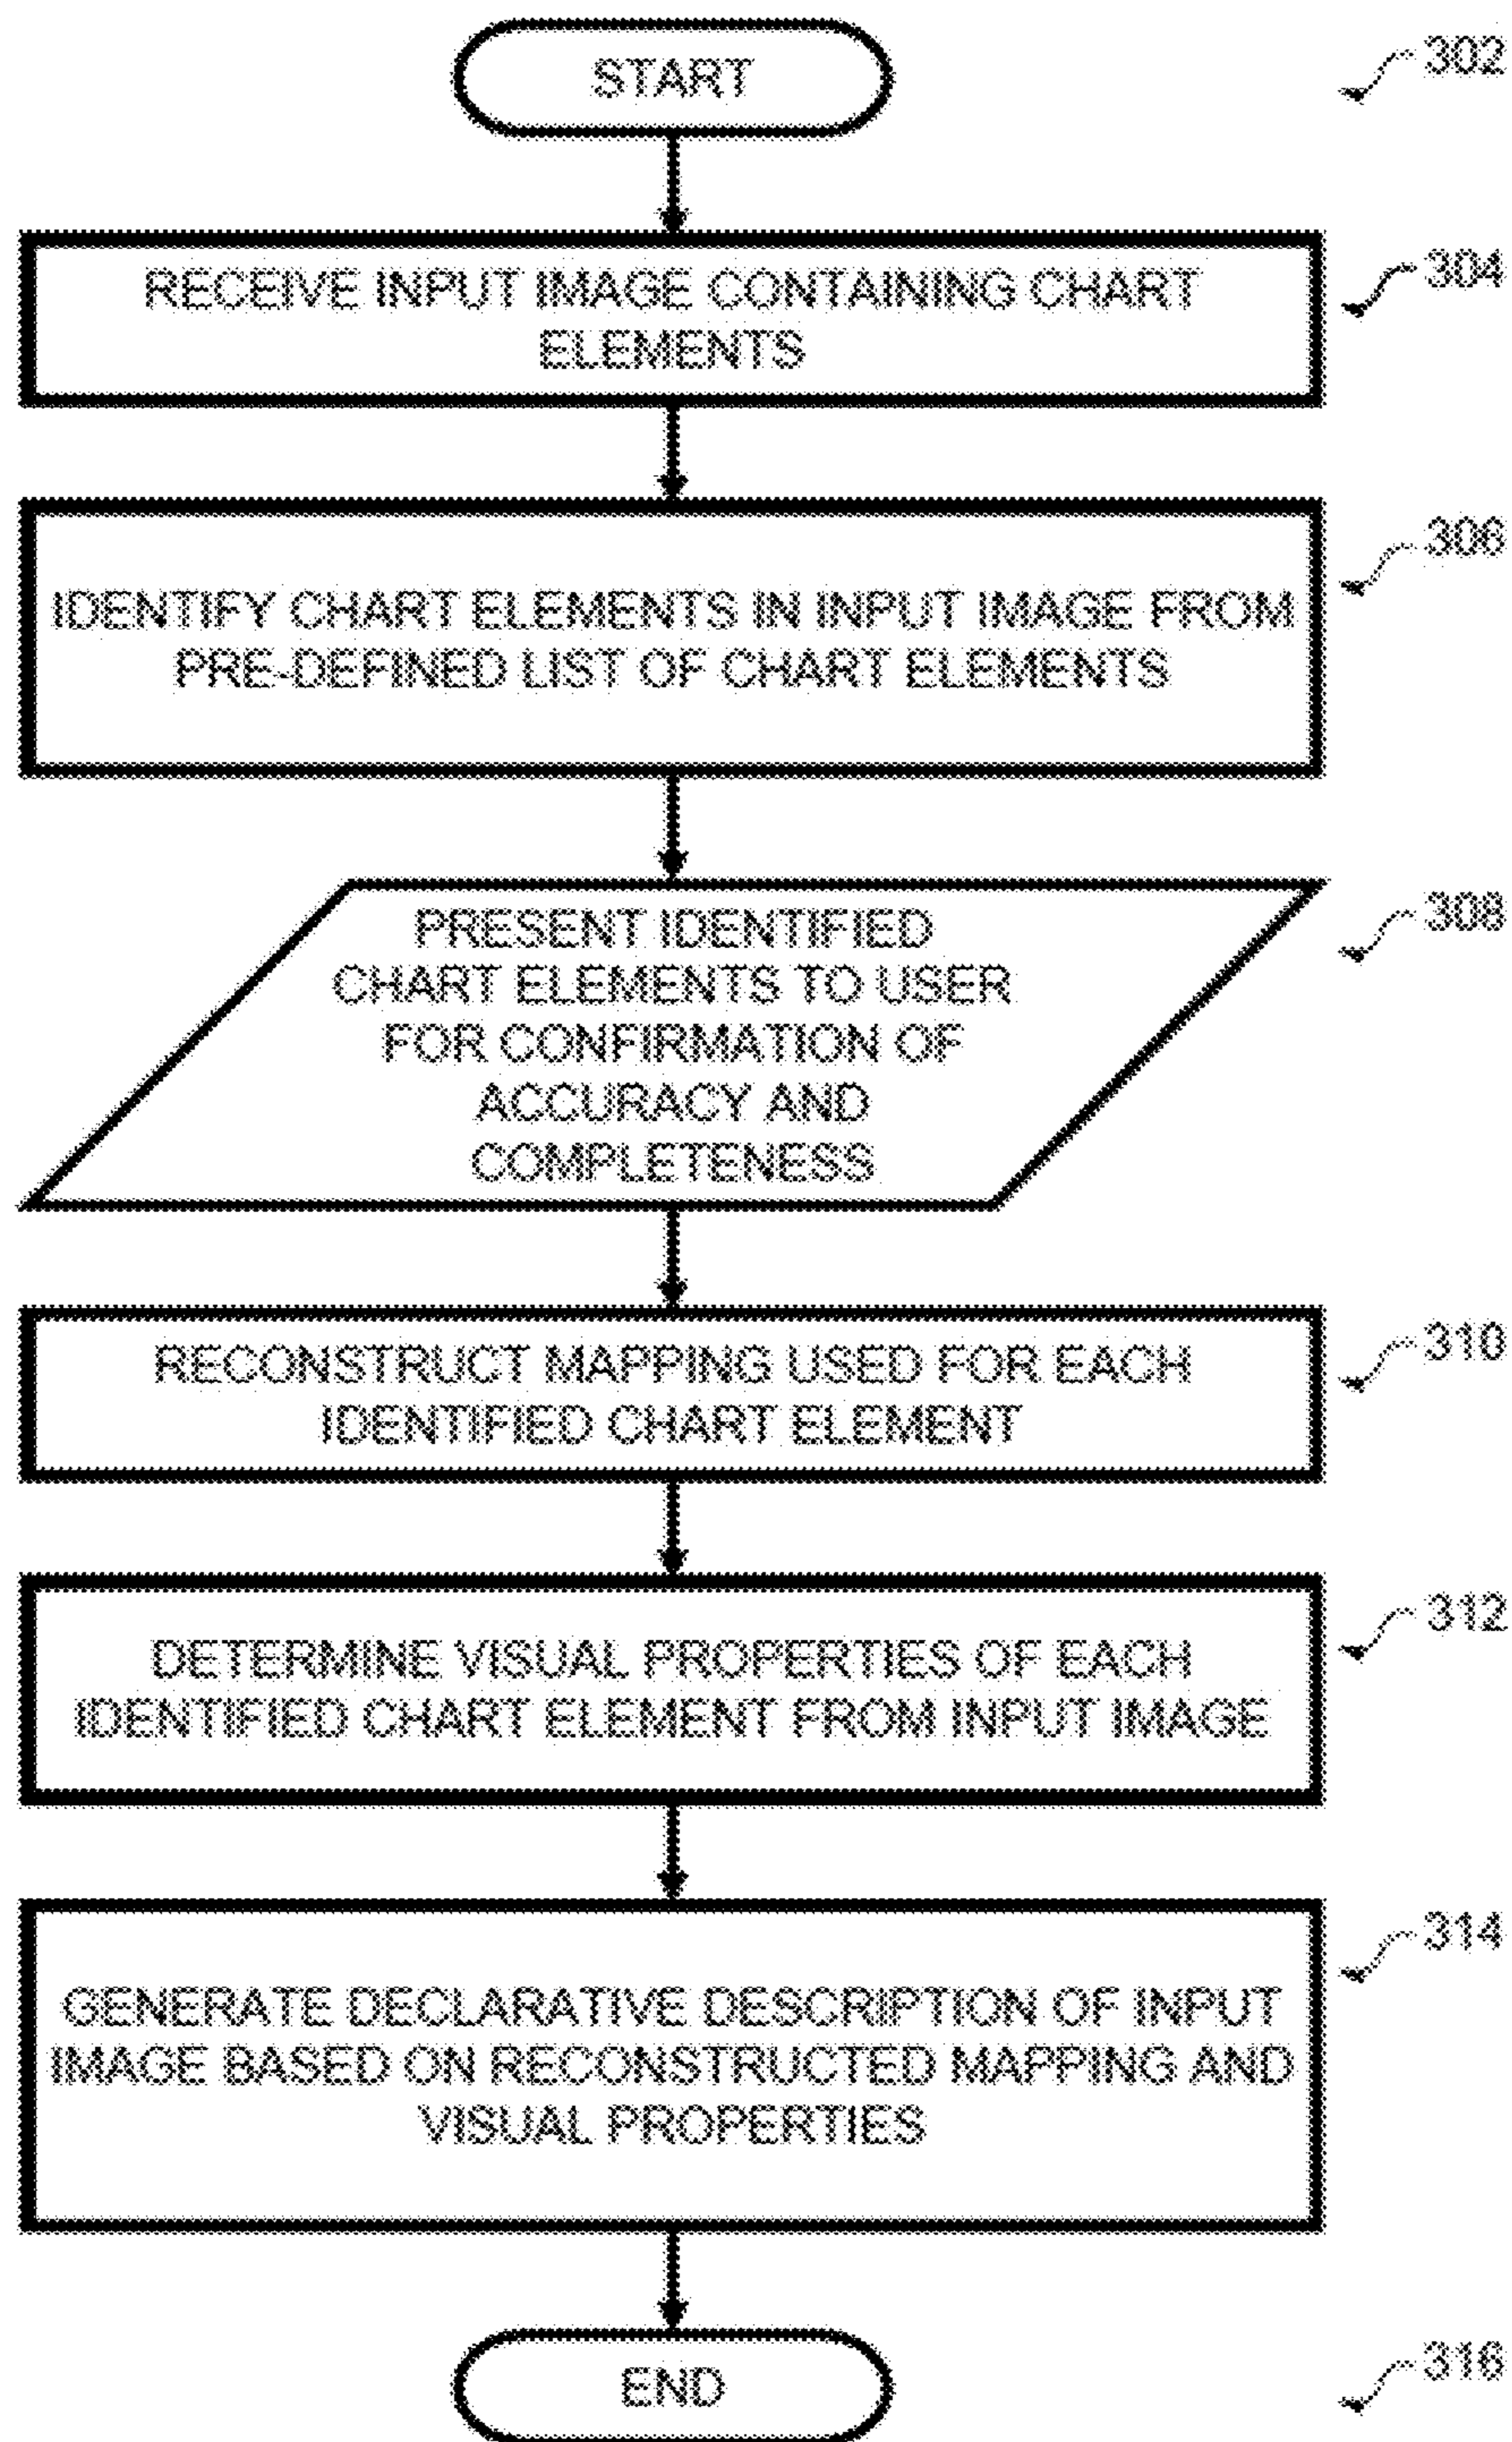 START
302
RECEIVE INPUT IMAGE CONTAINING CHART
ELEMENTS
304
IDENTIFY CHART ELEMENTS IN INPUT IMAGE FROM
PRE-DEFINED LIST OF CHART ELEMENTS
306
PRESENT IDENTIFIED
CHART ELEMENTS TO USER
FOR CONFIRMATION OF
ACCURACY AND
COMPLETENESS
308
RECONSTRUCT MAPPING USED FOR EACH
IDENTIFIED CHART ELEMENT
310
DETERMINE VISUAL PROPERTIES OF EACH
IDENTIFIED CHART ELEMENT FROM INPUT IMAGE
312
GENERATE DECLARATIVE DESCRIPTION OF INPUT
IMAGE BASED ON RECONSTRUCTED MAPPING AND
VISUAL PROPERTIES
314
END
316